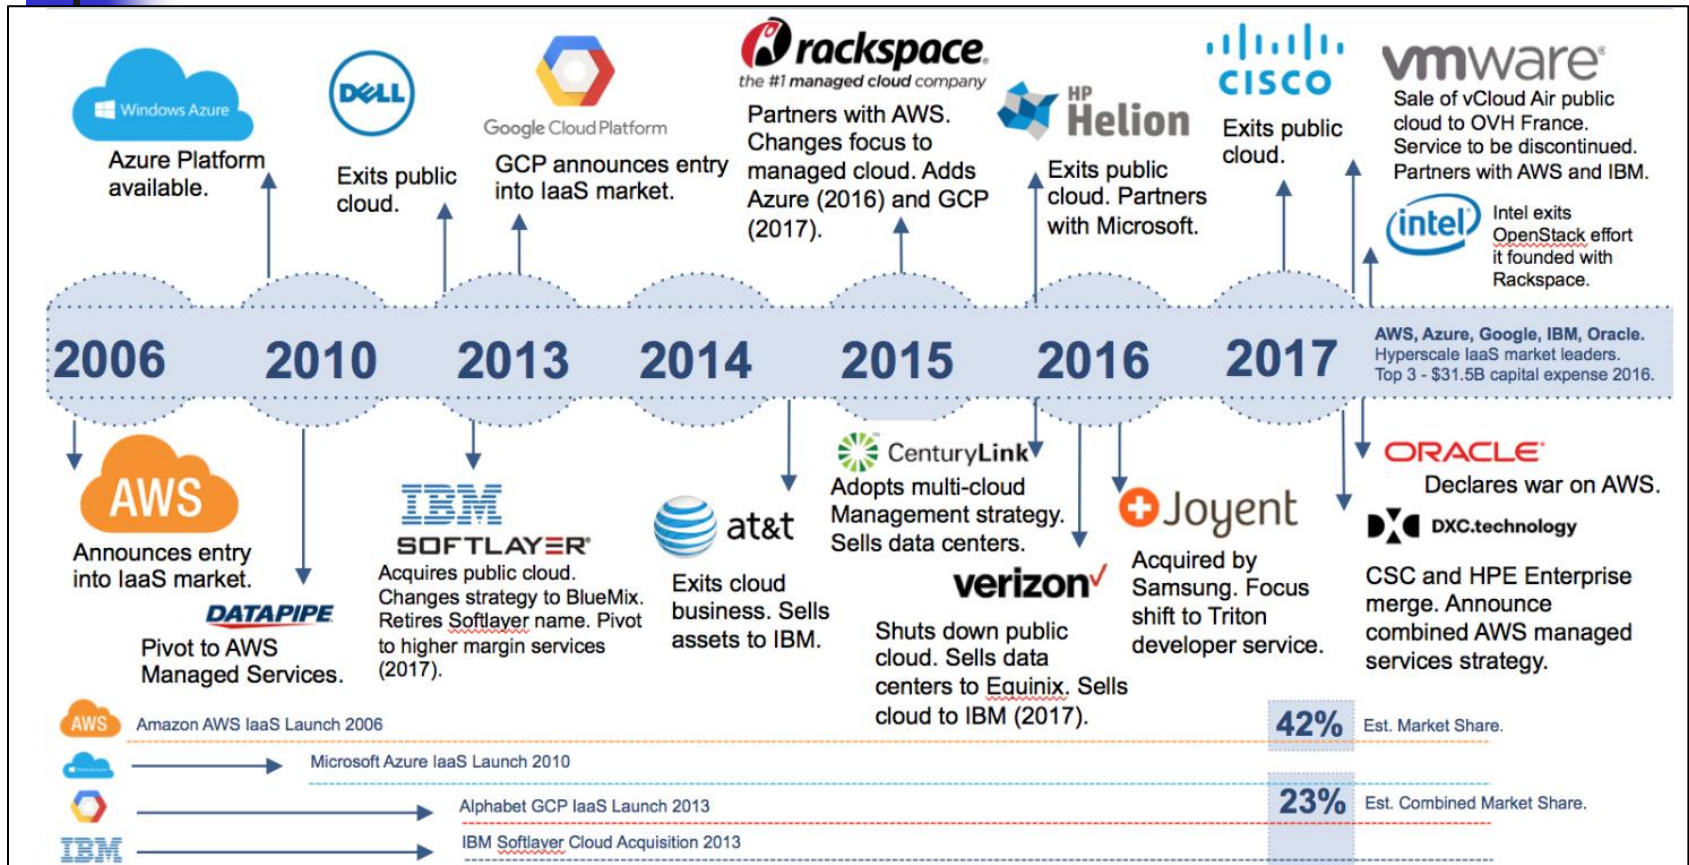 Windows Azure
Azure Platform
available.
DELL
Exits public
cloud.
Google Cloud Platform
GCP announces entry
into IaaS market.
rackspace®
the #1 managed cloud company
Partners with AWS.
Changes focus to
managed cloud. Adds
Azure (2016) and GCP
(2017).
HP
Helion
Exits public
cloud. Partners
with Microsoft.
CISCO
Exits public
cloud.
vmware®
Sale of vCloud Air public
cloud to OVH France.
Service to be discontinued.
Partners with AWS and IBM.
intel
Intel exits
OpenStack effort
it founded with
Rackspace.
2006
2010
2013
2014
2015
2016
2017
AWS, Azure, Google, IBM, Oracle.
Hyperscale IaaS market leaders.
Top 3 - $31.5B capital expense 2016.
AWS
Announces entry
into IaaS market.
DATAPIPE
Pivot to AWS
Managed Services.
IBM
SOFTLAYER®
Acquires public cloud.
Changes strategy to BlueMix.
Retires Softlayer name. Pivot
to higher margin services
(2017).
at&t
Exits cloud
business. Sells
assets to IBM.
CenturyLink
Adopts multi-cloud
Management strategy.
Sells data centers.
verizon
Shuts down public
cloud. Sells data
centers to Equinix. Sells
cloud to IBM (2017).
Joyent
Acquired by
Samsung. Focus
shift to Triton
developer service.
ORACLE®
Declares war on AWS.
DXC.technology
CSC and HPE Enterprise
merge. Announce
combined AWS managed
services strategy.
AWS
Amazon AWS IaaS Launch 2006
42%
Est. Market Share.
Microsoft Azure IaaS Launch 2010
Alphabet GCP IaaS Launch 2013
23%
Est. Combined Market Share.
IBM
IBM Softlayer Cloud Acquisition 2013